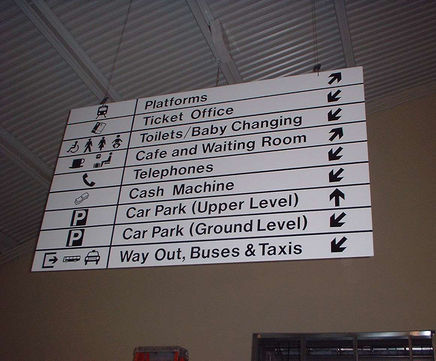 Platforms
Ticket Office
Toilets/Baby Changing
Cafe and Waiting Room
Telephones
Cash Machine
P Car Park (Upper Level)
P Car Park (Ground Level)
Way Out, Buses & Taxis